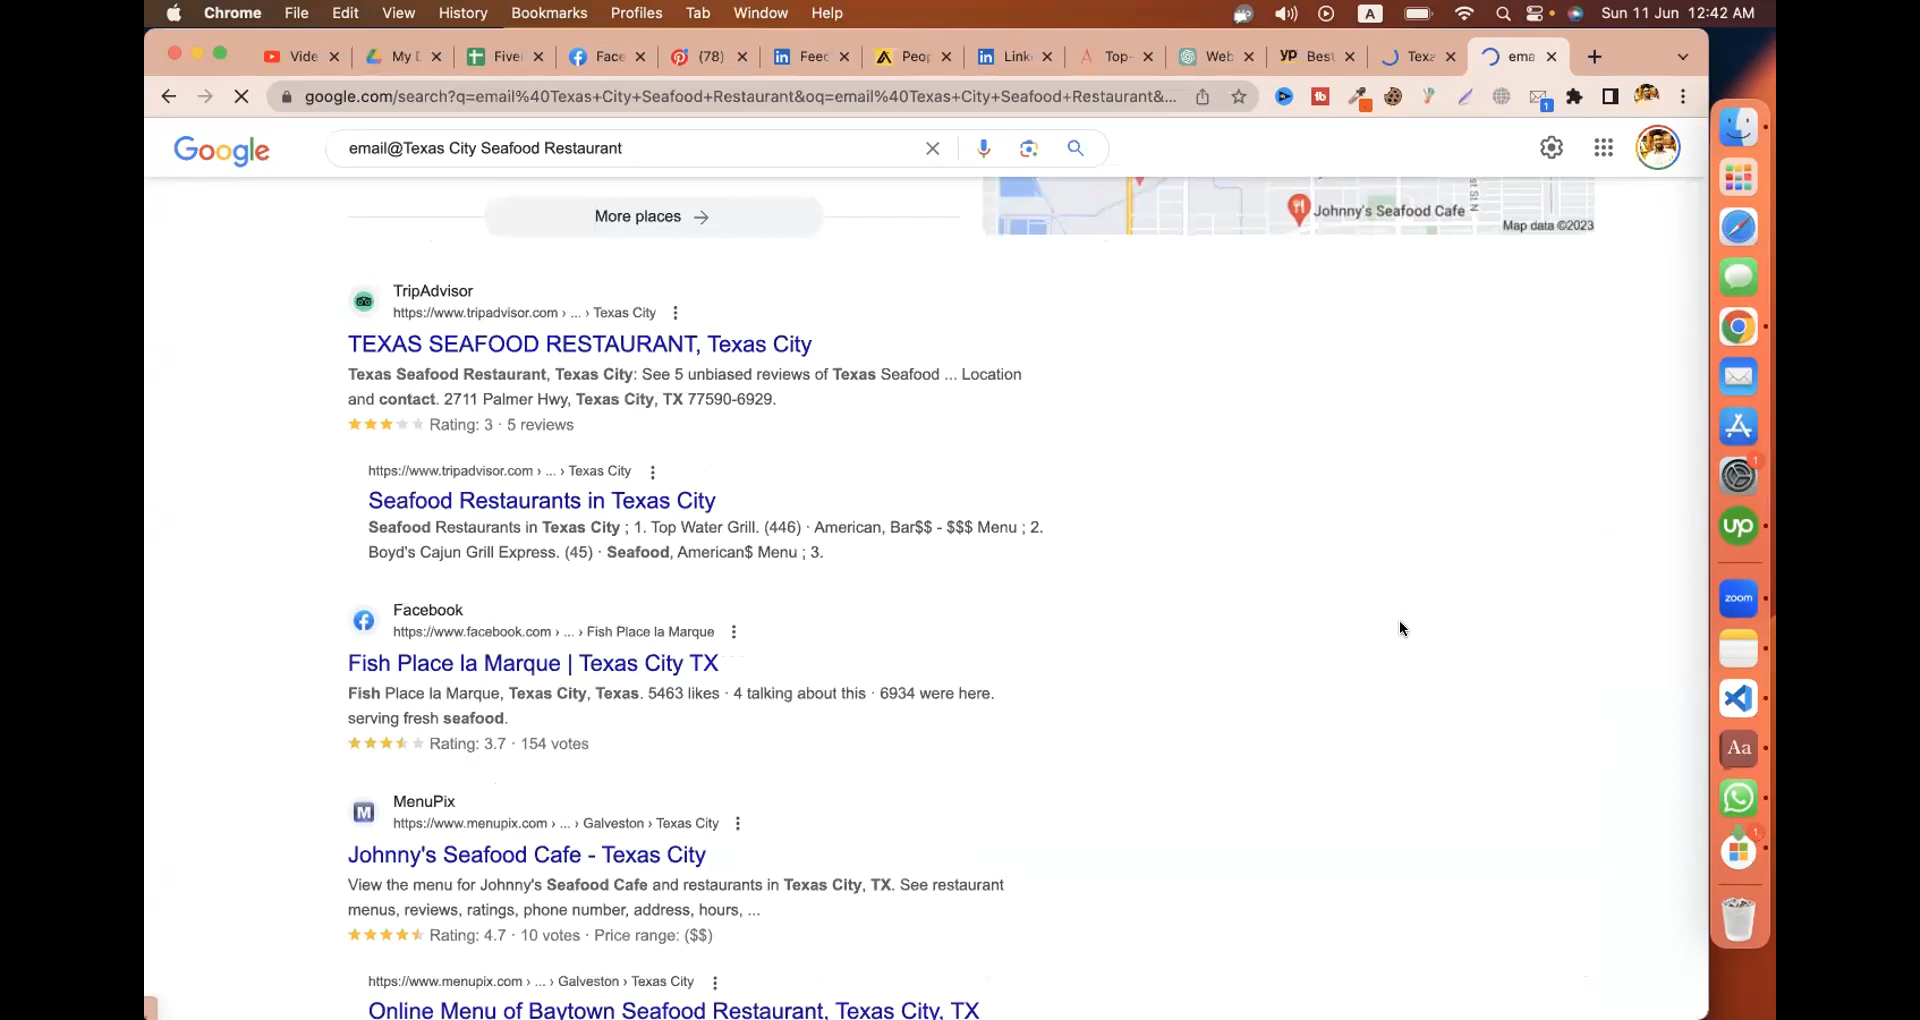 Chrome File Edit View History Bookmarks Profiles Tab Window Help A Sun 11 Jun 12:42 AM
Vide My D Five Face (78) Feed Peop Link Top- Web yp Best Texa ema
google.com/search?q=email%40Texas+City+Seafood+Restaurant&oq=email%40Texas+City+Seafood+Restaurant&... tb 1
Google email@Texas City Seafood Restaurant
More places
st St N
Johnny's Seafood Cafe
Map data ©2023
TripAdvisor
https://www.tripadvisor.com › ... › Texas City
TEXAS SEAFOOD RESTAURANT, Texas City
Texas Seafood Restaurant, Texas City: See 5 unbiased reviews of Texas Seafood ... Location
and contact. 2711 Palmer Hwy, Texas City, TX 77590-6929.
Rating: 3 · 5 reviews
https://www.tripadvisor.com › ... › Texas City
Seafood Restaurants in Texas City
Seafood Restaurants in Texas City ; 1. Top Water Grill. (446) · American, Bar$$ - $$$ Menu ; 2.
Boyd's Cajun Grill Express. (45) · Seafood, American$ Menu ; 3.
Facebook
https://www.facebook.com › ... › Fish Place la Marque
Fish Place la Marque | Texas City TX
Fish Place la Marque, Texas City, Texas. 5463 likes · 4 talking about this · 6934 were here.
serving fresh seafood.
Rating: 3.7 · 154 votes
M
MenuPix
https://www.menupix.com › ... › Galveston › Texas City
Johnny's Seafood Cafe - Texas City
View the menu for Johnny's Seafood Cafe and restaurants in Texas City, TX. See restaurant
menus, reviews, ratings, phone number, address, hours, ...
Rating: 4.7 · 10 votes · Price range: ($$)
https://www.menupix.com › ... › Galveston › Texas City
Online Menu of Baytown Seafood Restaurant, Texas City, TX
1
up
zoom
Aa
1